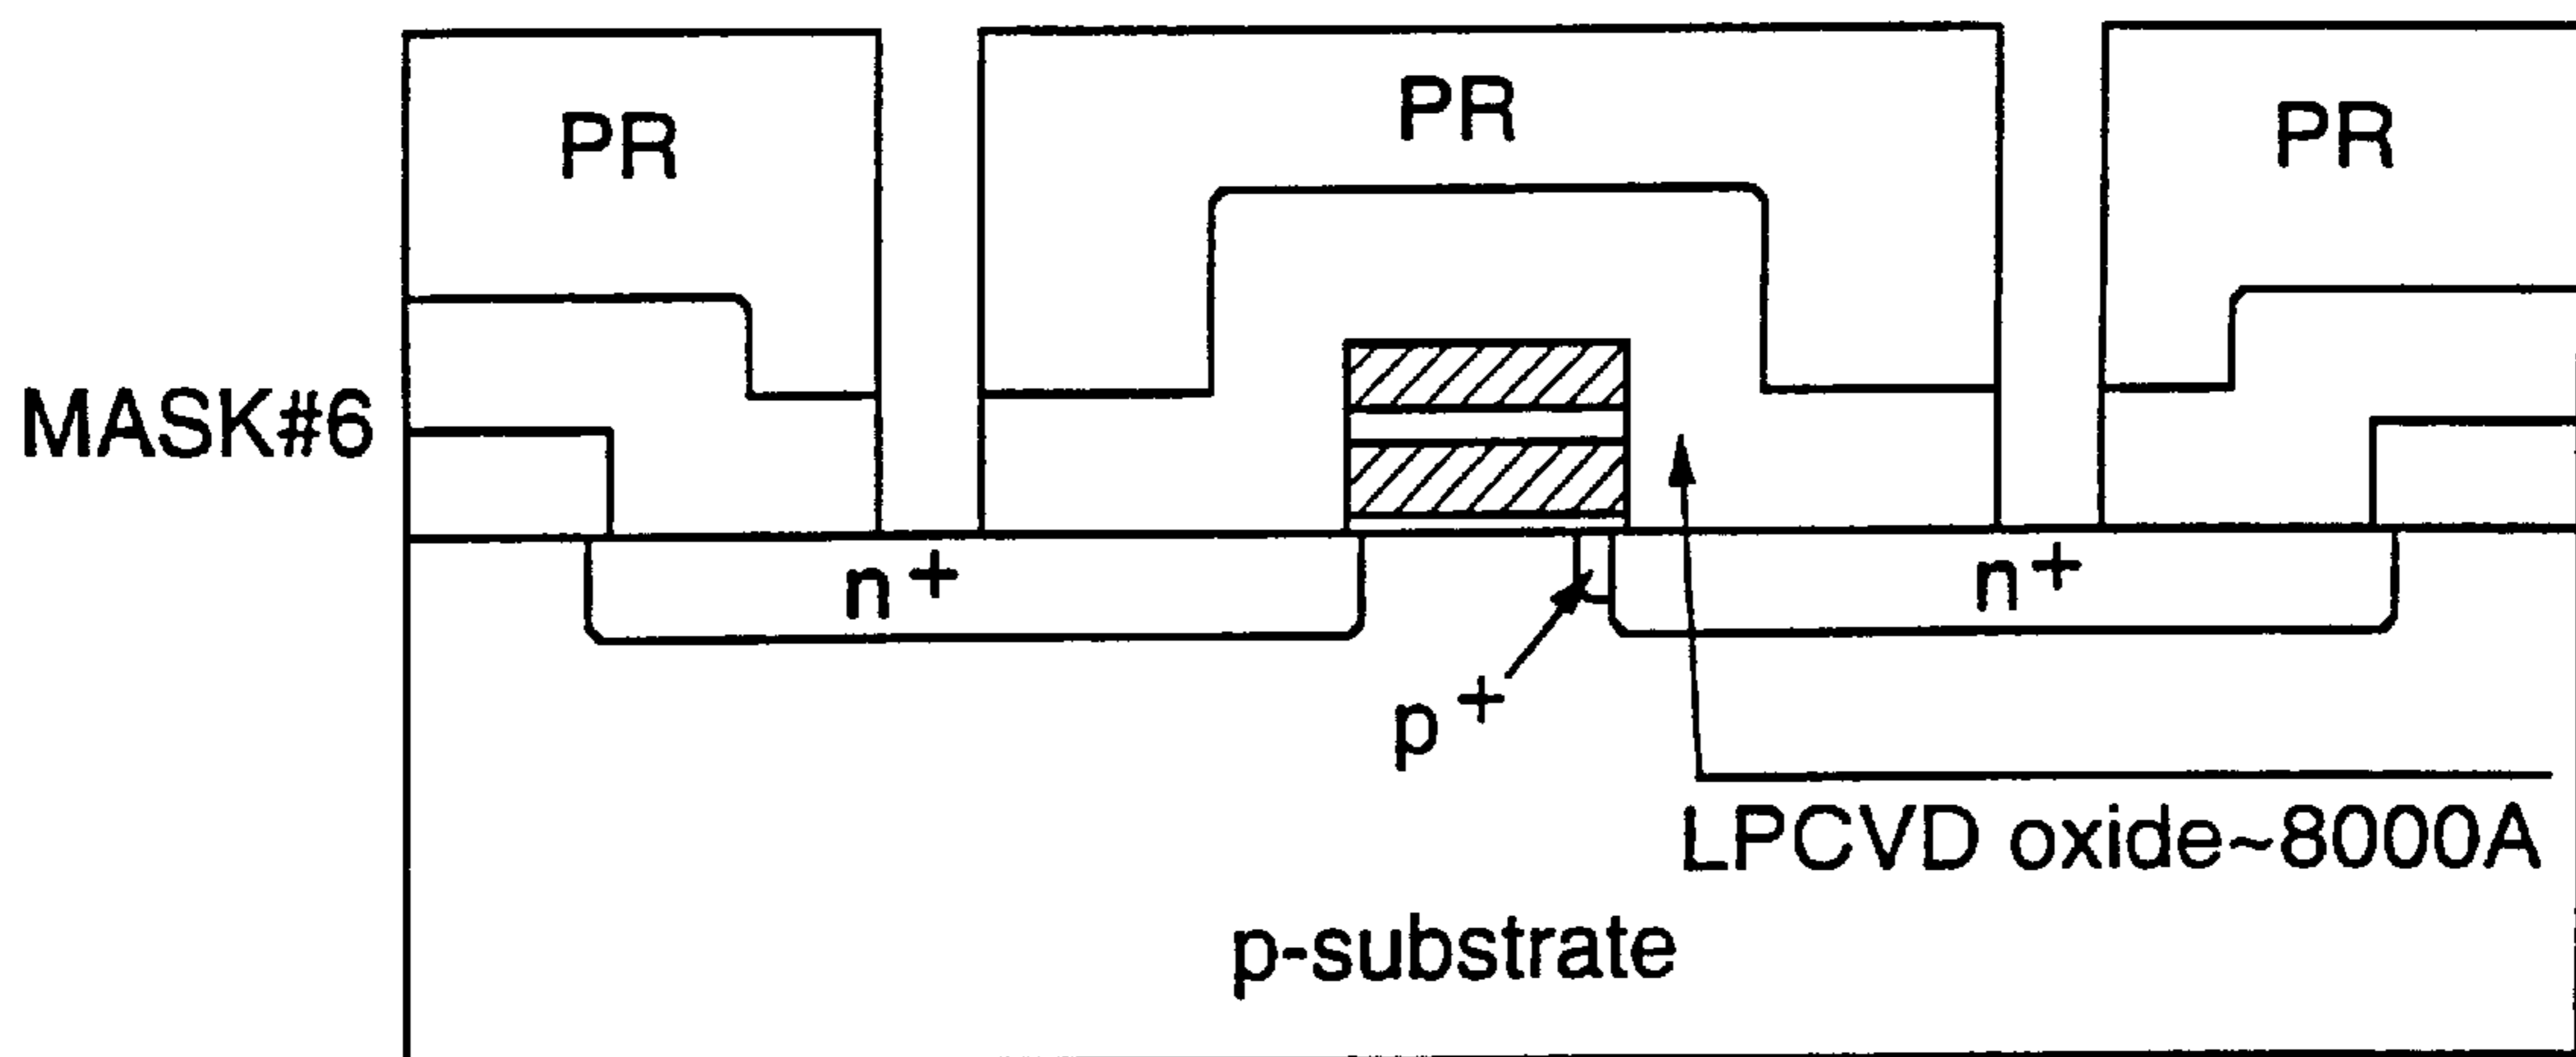 PR
PR
PR
MASK#6
n+
n+
p+
LPCVD oxide~8000A
p-substrate